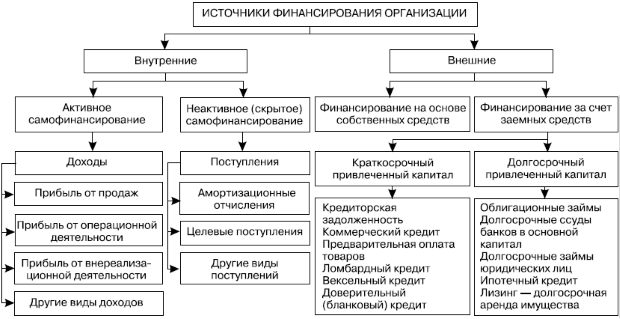 ИСТОЧНИКИ ФИНАНСИРОВАНИЯ ОРГАНИЗАЦИИ
Внутренние
Внешние
Активное
самофинансирование
Неактивное (скрытое)
самофинансирование
Финансирование на основе
собственных средств
Финансирование за счет
заемных средств
Доходы
Прибыль от продаж
Прибыль от операционной
деятельности
Прибыль от внереализа-
ционной деятельности
Другие виды доходов
Поступления
Амортизационные
отчисления
Целевые поступления
Другие виды
поступлений
Краткосрочный
привлеченный капитал
Кредиторская
задолженность
Коммерческий кредит
Предварительная оплата
товаров
Ломбардный кредит
Вексельный кредит
Доверительный
(бланковый) кредит
Долгосрочный
привлеченный капитал
Облигационные займы
Долгосрочные ссуды
банков в основной
капитал
Долгосрочные займы
юридических лиц
Ипотечный кредит
Лизинг — долгосрочная
аренда имущества